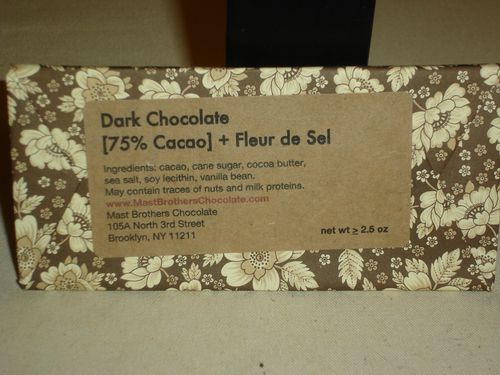 Dark Chocolate
[75% Cacao] + Fleur de Sel
Ingredients: cacao, cane sugar, cocoa butter,
sea salt, soy lecithin, vanilla bean.
May contain traces of nuts and milk proteins.
www.MastBrothersChocolate.com
Mast Brothers Chocolate
105A North 3rd Street
Brooklyn, NY 11211
net wt ≥ 2.5 oz